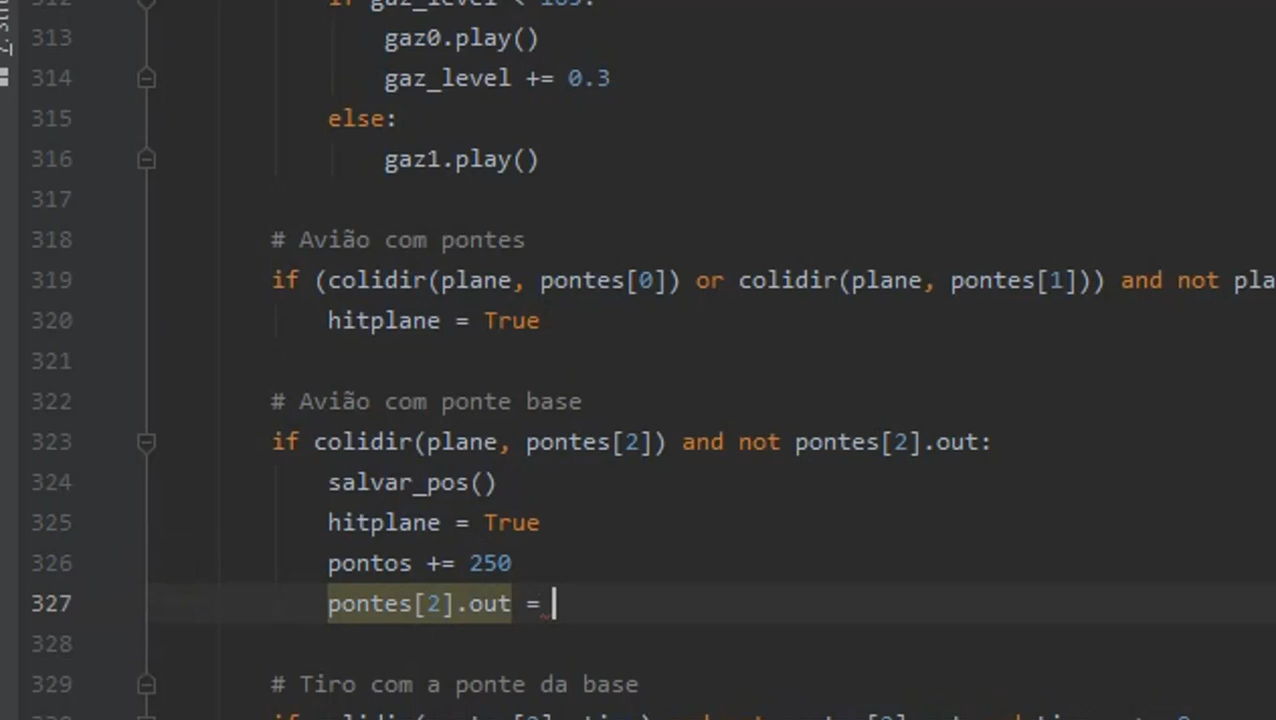 313 gaz0.play()
314 gaz_level += 0.3
315 else:
316 gaz1.play()
317
318 # Avião com pontes
319 if (colidir(plane, pontes[0]) or colidir(plane, pontes[1])) and not pla
320 hitplane = True
321
322 # Avião com ponte base
323 if colidir(plane, pontes[2]) and not pontes[2].out:
324 salvar_pos()
325 hitplane = True
326 pontos += 250
327 pontes[2].out =
328
329 # Tiro com a ponte da base